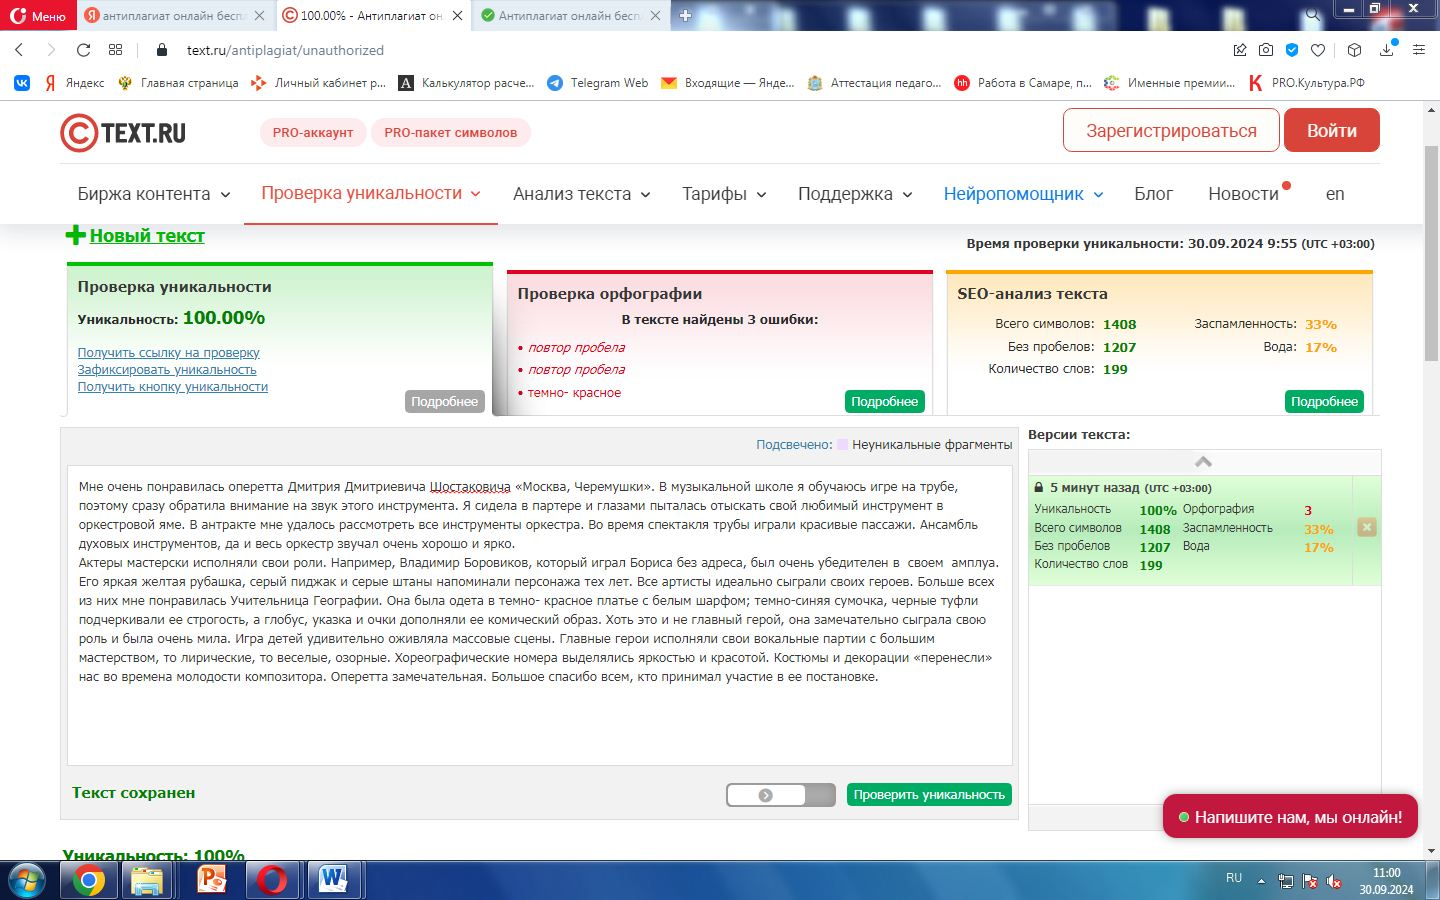 Меню
антиплагиат онлайн бесп
100.00% - Антиплагиат он
Антиплагиат онлайн бесп
text.ru/antiplagiat/unauthorized
Яндекс
Главная страница
Личный кабинет р...
Калькулятор расче...
Telegram Web
Входящие — Янде...
Аттестация педаго...
hh
Работа в Самаре, п...
Именные премии...
PRO.Культура.РФ
TEXT.RU
PRO-аккаунт
PRO-пакет символов
Зарегистрироваться
Войти
Биржа контента
Проверка уникальности
Анализ текста
Тарифы
Поддержка
Нейропомощник
Блог
Новости
en
Новый текст
Время проверки уникальности: 30.09.2024 9:55 (UTC +03:00)
Проверка уникальности
Уникальность: 100.00%
Получить ссылку на проверку
Зафиксировать уникальность
Получить кнопку уникальности
Подробнее
Проверка орфографии
В тексте найдены 3 ошибки:
• повтор пробела
• повтор пробела
• темно- красное
Подробнее
SEO-анализ текста
Всего символов: 1408 Заспамленность: 33%
Без пробелов: 1207 Вода: 17%
Количество слов: 199
Подробнее
Подсвечено: Неуникальные фрагменты
Мне очень понравилась оперетта Дмитрия Дмитриевича Шостаковича «Москва, Черемушки». В музыкальной школе я обучаюсь игре на трубе,
поэтому сразу обратила внимание на звук этого инструмента. Я сидела в партере и глазами пыталась отыскать свой любимый инструмент в
оркестровой яме. В антракте мне удалось рассмотреть все инструменты оркестра. Во время спектакля трубы играли красивые пассажи. Ансамбль
духовых инструментов, да и весь оркестр звучал очень хорошо и ярко.
Актеры мастерски исполняли свои роли. Например, Владимир Боровиков, который играл Бориса без адреса, был очень убедителен в  своем  амплуа.
Его яркая желтая рубашка, серый пиджак и серые штаны напоминали персонажа тех лет. Все артисты идеально сыграли своих героев. Больше всех
из них мне понравилась Учительница Географии. Она была одета в темно- красное платье с белым шарфом; темно-синяя сумочка, черные туфли
подчеркивали ее строгость, а глобус, указка и очки дополняли ее комический образ. Хоть это и не главный герой, она замечательно сыграла свою
роль и была очень мила. Игра детей удивительно оживляла массовые сцены. Главные герои исполняли свои вокальные партии с большим
мастерством, то лирические, то веселые, озорные. Хореографические номера выделялись яркостью и красотой. Костюмы и декорации «перенесли»
нас во времена молодости композитора. Оперетта замечательная. Большое спасибо всем, кто принимал участие в ее постановке.
Текст сохранен
Проверить уникальность
Версии текста:
5 минут назад (UTC +03:00)
Уникальность 100% Орфография 3
Всего символов 1408 Заспамленность 33%
Без пробелов 1207 Вода 17%
Количество слов 199
Напишите нам, мы онлайн!
Уникальность: 100%
RU
11:00
30.09.2024